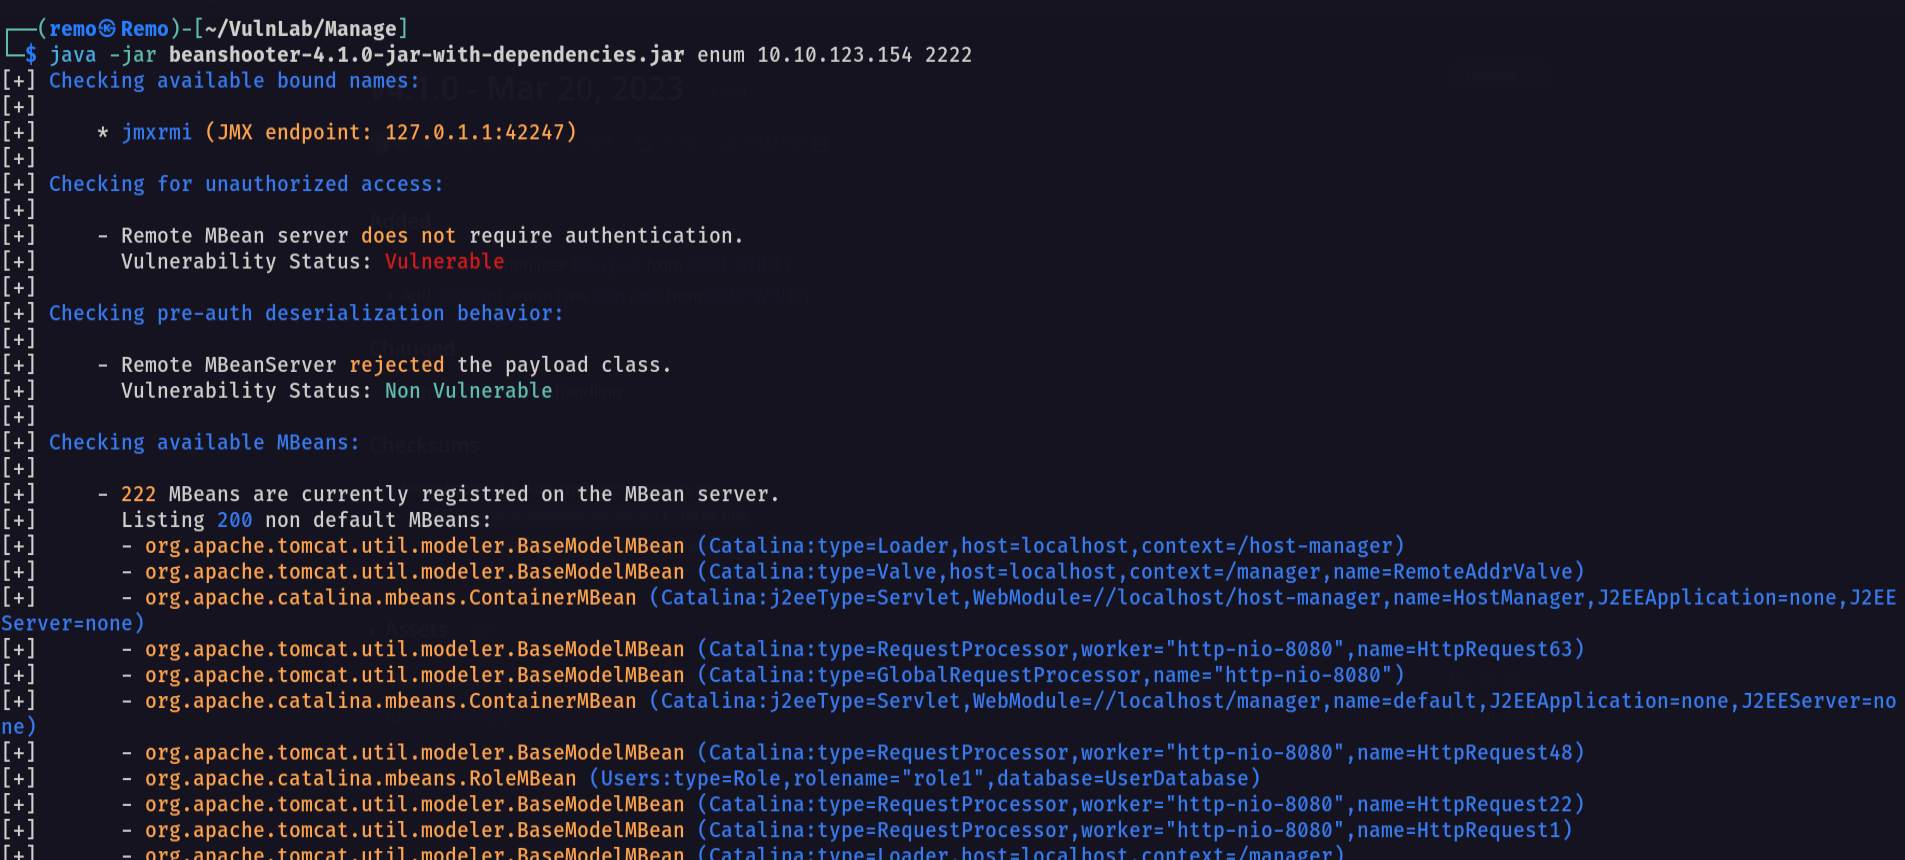 ┌──(remo㉿Remo)-[~/VulnLab/Manage]
└─$ java -jar beanshooter-4.1.0-jar-with-dependencies.jar enum 10.10.123.154 2222
[+] Checking available bound names:
[+]
[+]     * jmxrmi (JMX endpoint: 127.0.1.1:42247)
[+]
[+] Checking for unauthorized access:
[+]
[+]     - Remote MBean server does not require authentication.
[+]       Vulnerability Status: Vulnerable
[+]
[+] Checking pre-auth deserialization behavior:
[+]
[+]     - Remote MBeanServer rejected the payload class.
[+]       Vulnerability Status: Non Vulnerable
[+]
[+] Checking available MBeans:
[+]
[+]     - 222 MBeans are currently registred on the MBean server.
[+]       Listing 200 non default MBeans:
[+]       - org.apache.tomcat.util.modeler.BaseModelMBean (Catalina:type=Loader,host=localhost,context=/host-manager)
[+]       - org.apache.tomcat.util.modeler.BaseModelMBean (Catalina:type=Valve,host=localhost,context=/manager,name=RemoteAddrValve)
[+]       - org.apache.catalina.mbeans.ContainerMBean (Catalina:j2eeType=Servlet,WebModule=//localhost/host-manager,name=HostManager,J2EEApplication=none,J2EE
Server=none)
[+]       - org.apache.tomcat.util.modeler.BaseModelMBean (Catalina:type=RequestProcessor,worker="http-nio-8080",name=HttpRequest63)
[+]       - org.apache.tomcat.util.modeler.BaseModelMBean (Catalina:type=GlobalRequestProcessor,name="http-nio-8080")
[+]       - org.apache.catalina.mbeans.ContainerMBean (Catalina:j2eeType=Servlet,WebModule=//localhost/manager,name=default,J2EEApplication=none,J2EEServer=no
ne)
[+]       - org.apache.tomcat.util.modeler.BaseModelMBean (Catalina:type=RequestProcessor,worker="http-nio-8080",name=HttpRequest48)
[+]       - org.apache.catalina.mbeans.RoleMBean (Users:type=Role,rolename="role1",database=UserDatabase)
[+]       - org.apache.tomcat.util.modeler.BaseModelMBean (Catalina:type=RequestProcessor,worker="http-nio-8080",name=HttpRequest22)
[+]       - org.apache.tomcat.util.modeler.BaseModelMBean (Catalina:type=RequestProcessor,worker="http-nio-8080",name=HttpRequest1)
[+]       - org.apache.tomcat.util.modeler.BaseModelMBean (Catalina:type=Loader,host=localhost,context=/manager)